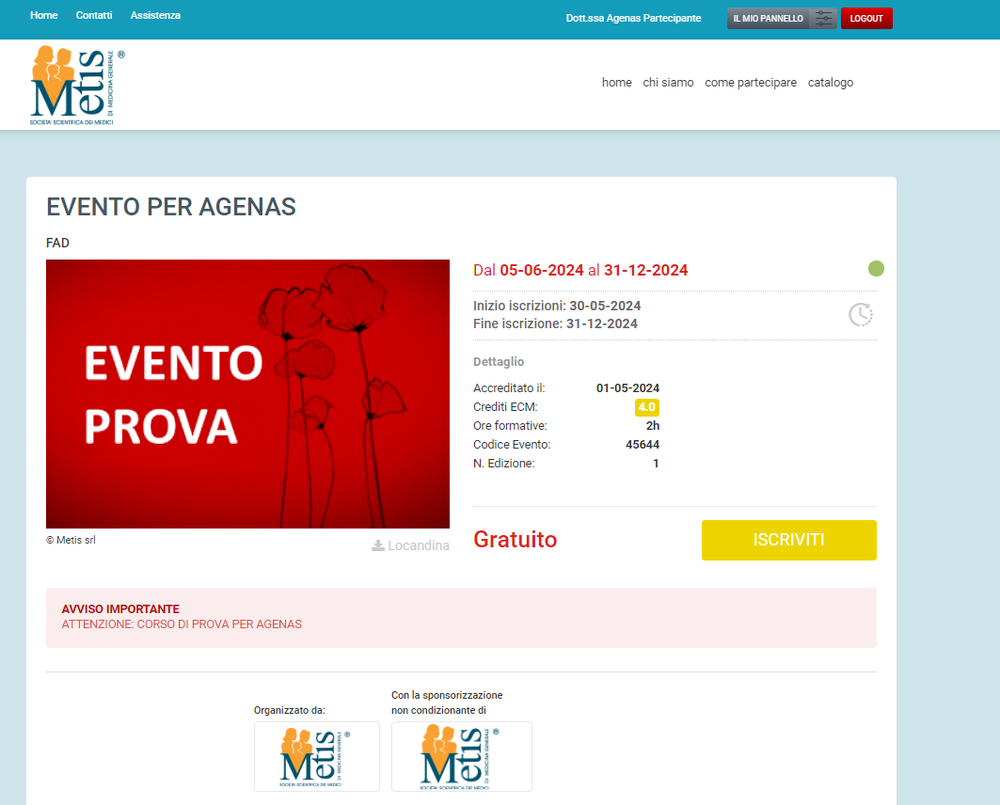 Home Contatti Assistenza
Dott.ssa Agenas Partecipante
IL MIO PANNELLO
LOGOUT
Metis®
DI MEDICINA GENERALE
SOCIETA' SCIENTIFICA DEI MEDICI
home chi siamo come partecipare catalogo
EVENTO PER AGENAS
FAD
EVENTO
PROVA
© Metis srl
Locandina
Dal 05-06-2024 al 31-12-2024
Inizio iscrizioni: 30-05-2024
Fine iscrizione: 31-12-2024
Dettaglio
Accreditato il: 01-05-2024
Crediti ECM: 4.0
Ore formative: 2h
Codice Evento: 45644
N. Edizione: 1
Gratuito
ISCRIVITI
AVVISO IMPORTANTE
ATTENZIONE: CORSO DI PROVA PER AGENAS
Organizzato da:
Metis®
DI MEDICINA GENERALE
SOCIETA' SCIENTIFICA DEI MEDICI
Con la sponsorizzazione
non condizionante di
Metis®
DI MEDICINA GENERALE
SOCIETA' SCIENTIFICA DEI MEDICI